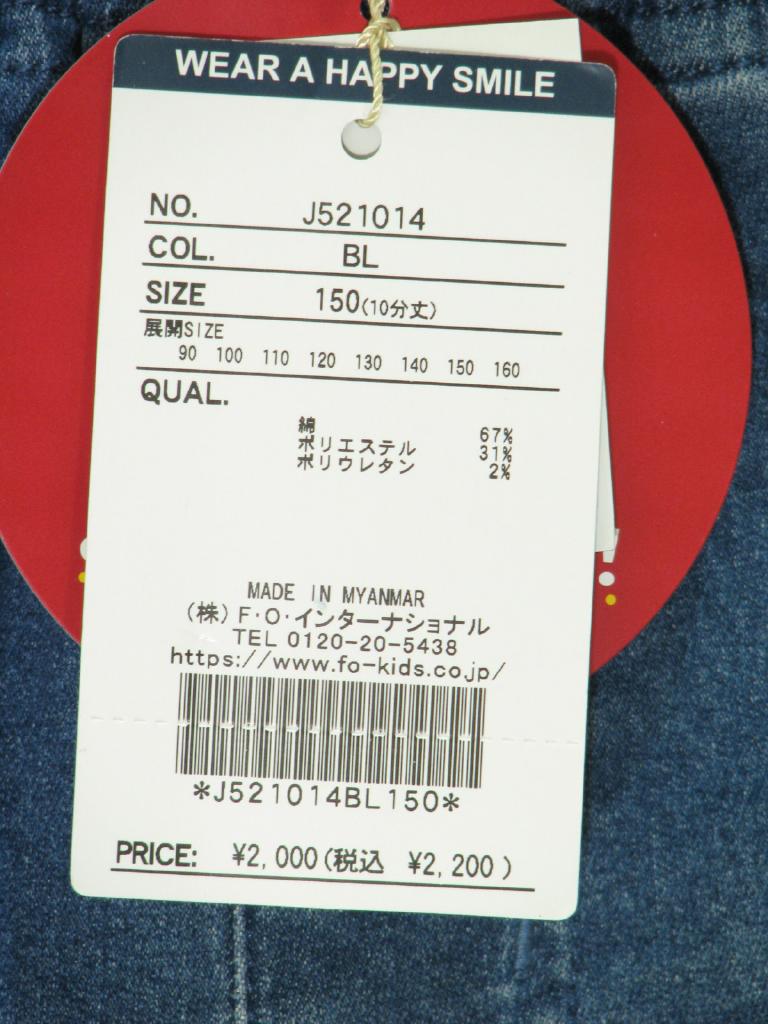 WEAR A HAPPY SMILE
NO. J521014
COL. BL
SIZE 150(10分丈)
展開SIZE
90 100 110 120 130 140 150 160
QUAL.
綿 67%
ポリエステル 31%
ポリウレタン 2%
MADE IN MYANMAR
(株)F・O・インターナショナル
TEL 0120-20-5438
https://www.fo-kids.co.jp/
*J521014BL150*
PRICE: ¥2,000(税込 ¥2,200)